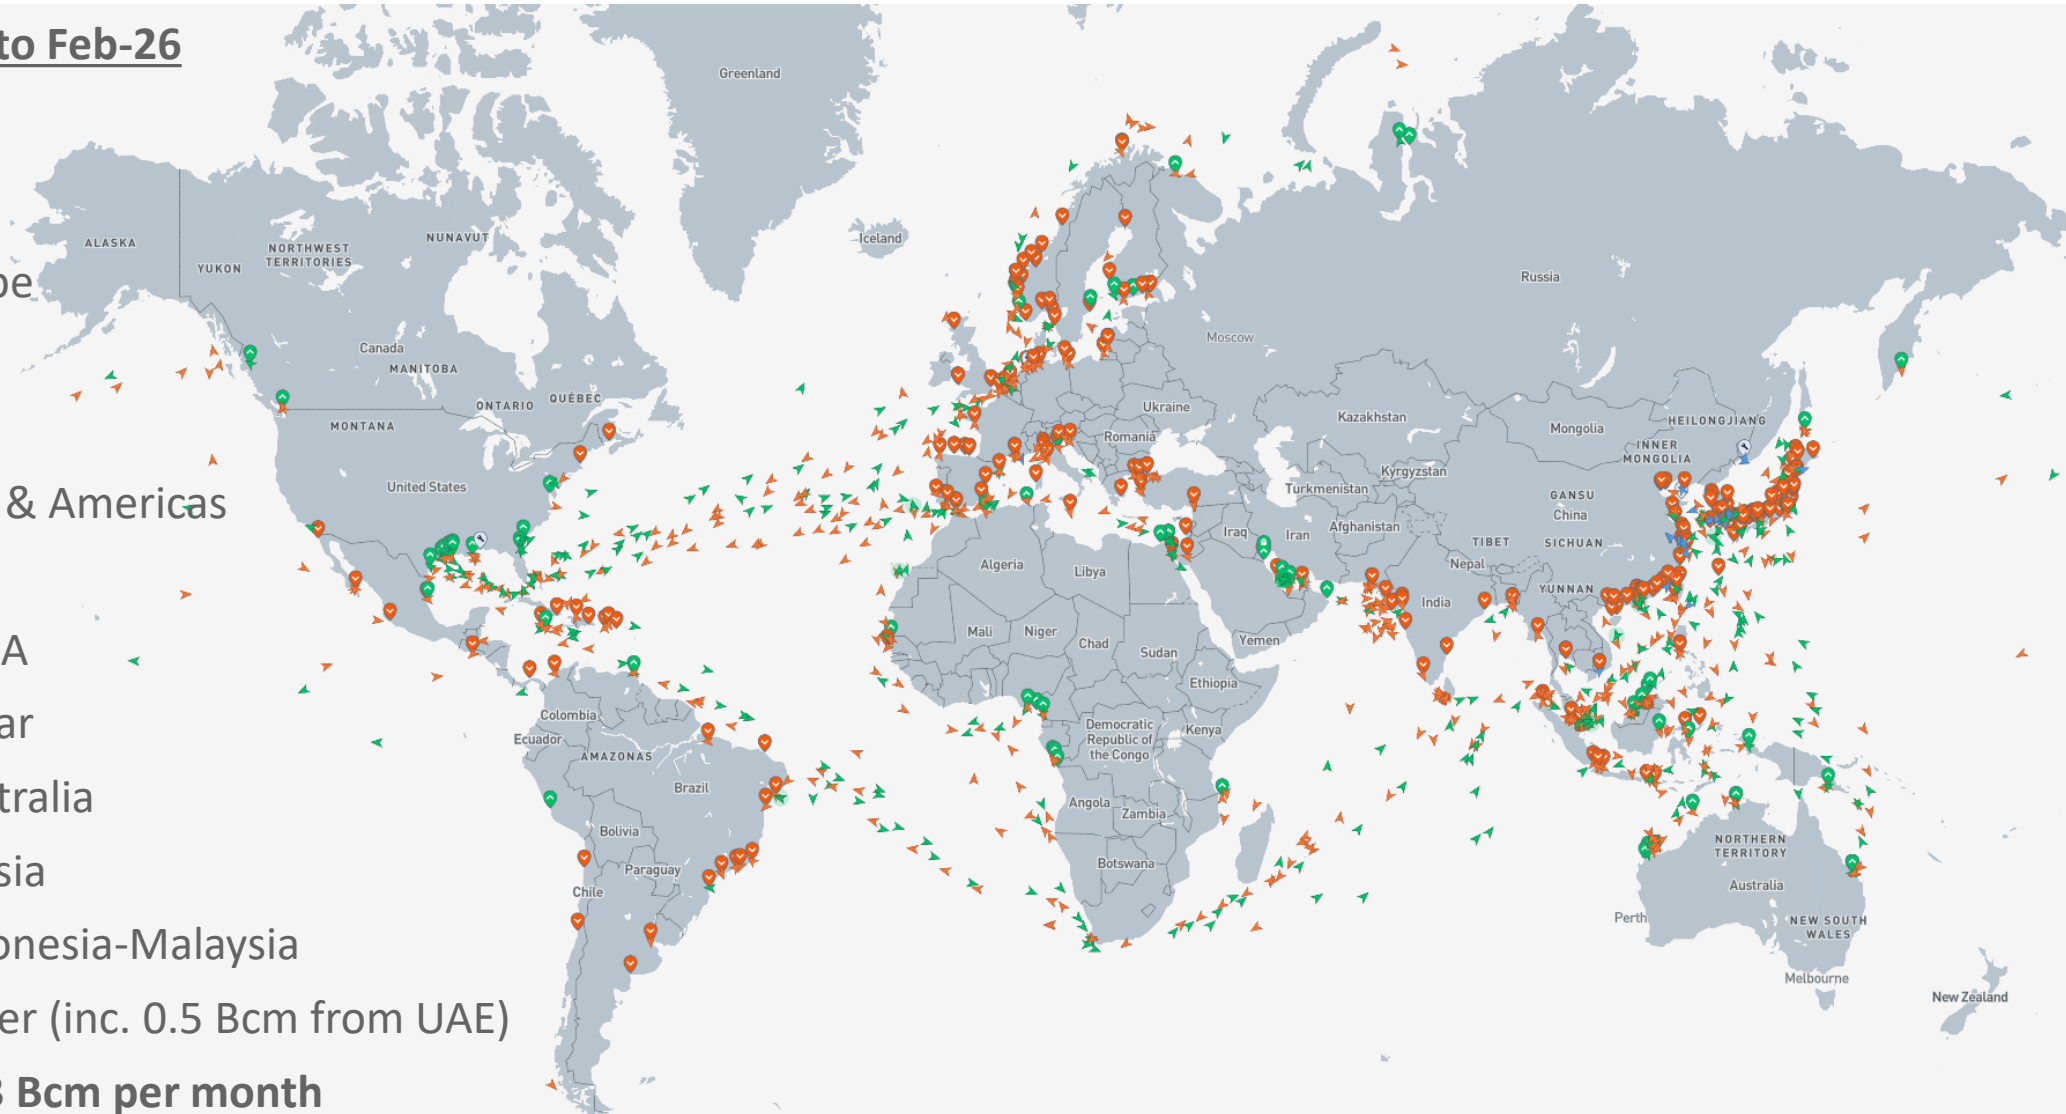 to Feb-26
pe
& Americas
A
ar
tralia
sia
onesia-Malaysia
er (inc. 0.5 Bcm from UAE)
Bcm per month
Greenland
Iceland
ALASKA
YUKON
NORTHWEST
TERRITORIES
NUNAVUT
Canada
MANITOBA
ONTARIO
QUÉBEC
MONTANA
United States
Russia
Moscow
Ukraine
Romania
Kazakhstan
Mongolia
HEILONGJIANG
INNER
MONGOLIA
Kyrgyzstan
Turkmenistan
GANSU
China
Afghanistan
Iraq
Iran
TIBET
SICHUAN
Nepal
YUNNAN
India
Algeria
Libya
Mali
Niger
Chad
Sudan
Yemen
Ethiopia
Democratic
Republic of
the Congo
Kenya
Angola
Zambia
Botswana
Colombia
Ecuador
AMAZONAS
Brazil
Bolivia
Paraguay
Chile
NORTHERN
TERRITORY
Australia
Perth
NEW SOUTH
WALES
Melbourne
New Zealand